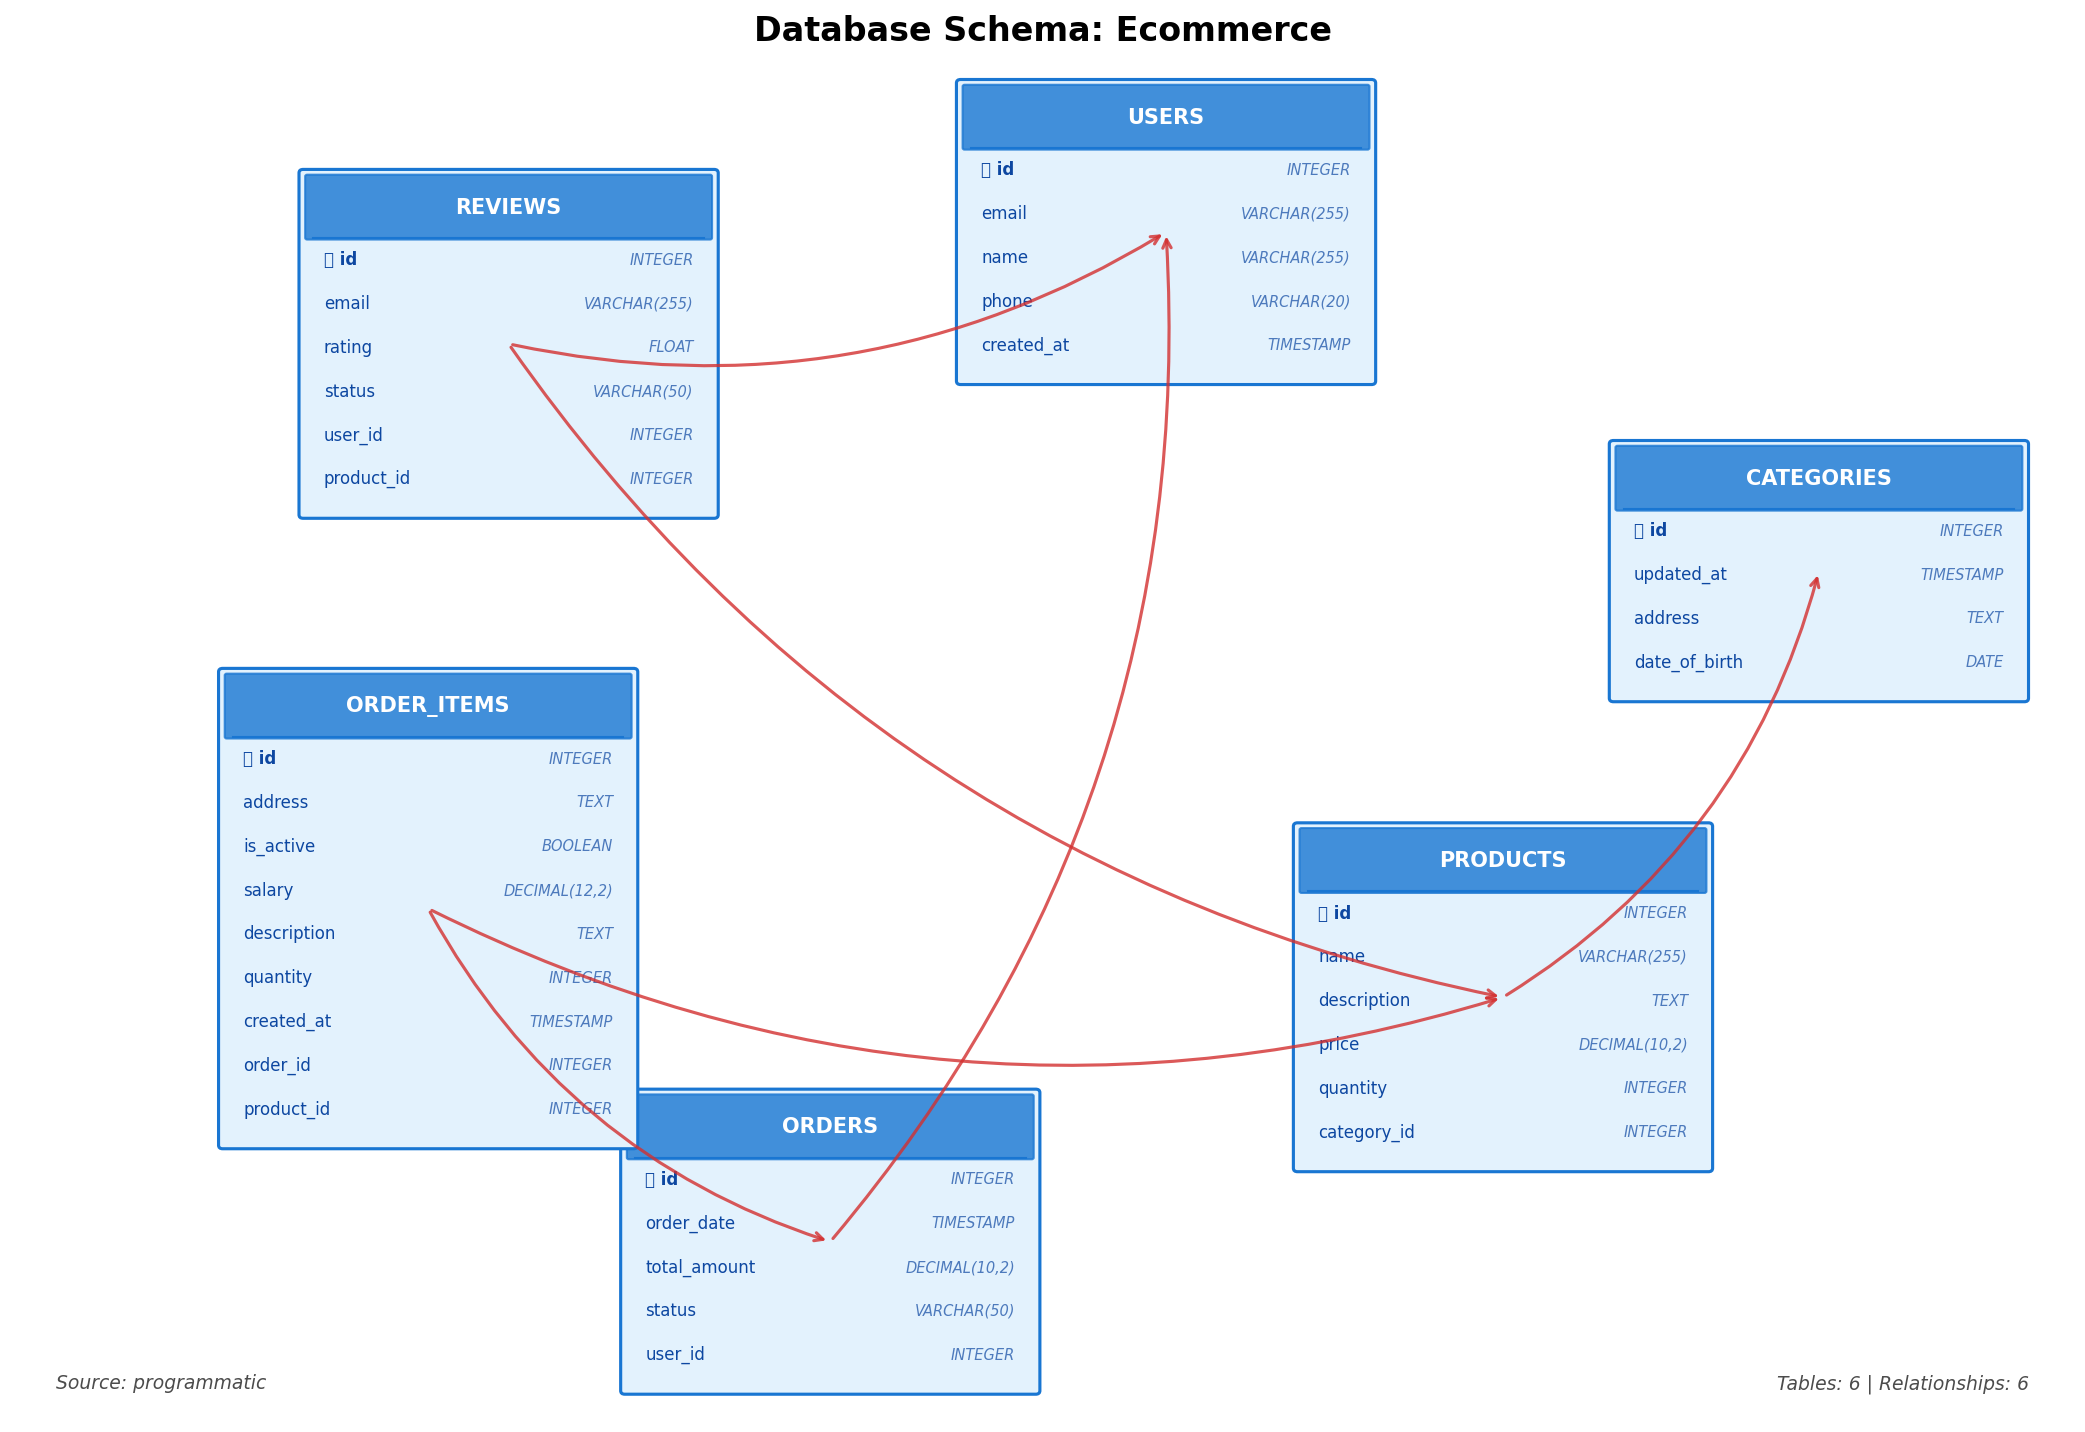 Database Schema: Ecommerce
USERS
id INTEGER
email VARCHAR(255)
name VARCHAR(255)
phone VARCHAR(20)
created_at TIMESTAMP
REVIEWS
id INTEGER
email VARCHAR(255)
rating FLOAT
status VARCHAR(50)
user_id INTEGER
product_id INTEGER
CATEGORIES
id INTEGER
updated_at TIMESTAMP
address TEXT
date_of_birth DATE
ORDER_ITEMS
id INTEGER
address TEXT
is_active BOOLEAN
salary DECIMAL(12,2)
description TEXT
quantity INTEGER
created_at TIMESTAMP
order_id INTEGER
product_id INTEGER
PRODUCTS
id INTEGER
name VARCHAR(255)
description TEXT
price DECIMAL(10,2)
quantity INTEGER
category_id INTEGER
ORDERS
id INTEGER
order_date TIMESTAMP
total_amount DECIMAL(10,2)
status VARCHAR(50)
user_id INTEGER
Source: programmatic
Tables: 6 | Relationships: 6